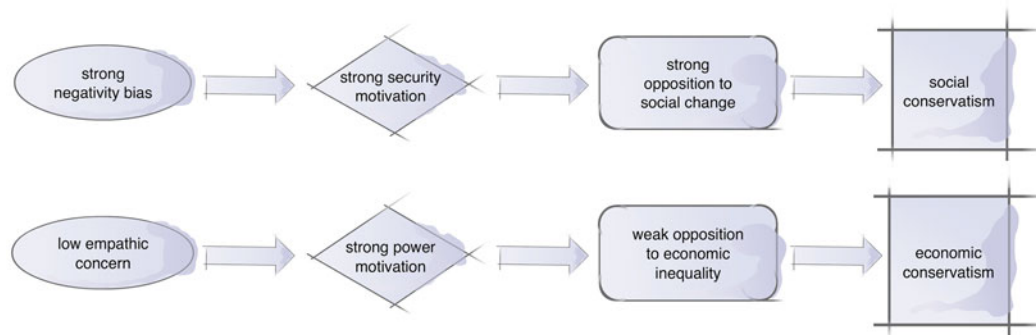 strong
negativity bias
strong security
motivation
strong
opposition to
social change
social
conservatism
low empathic
concern
strong power
motivation
weak opposition
to economic
inequality
economic
conservatism